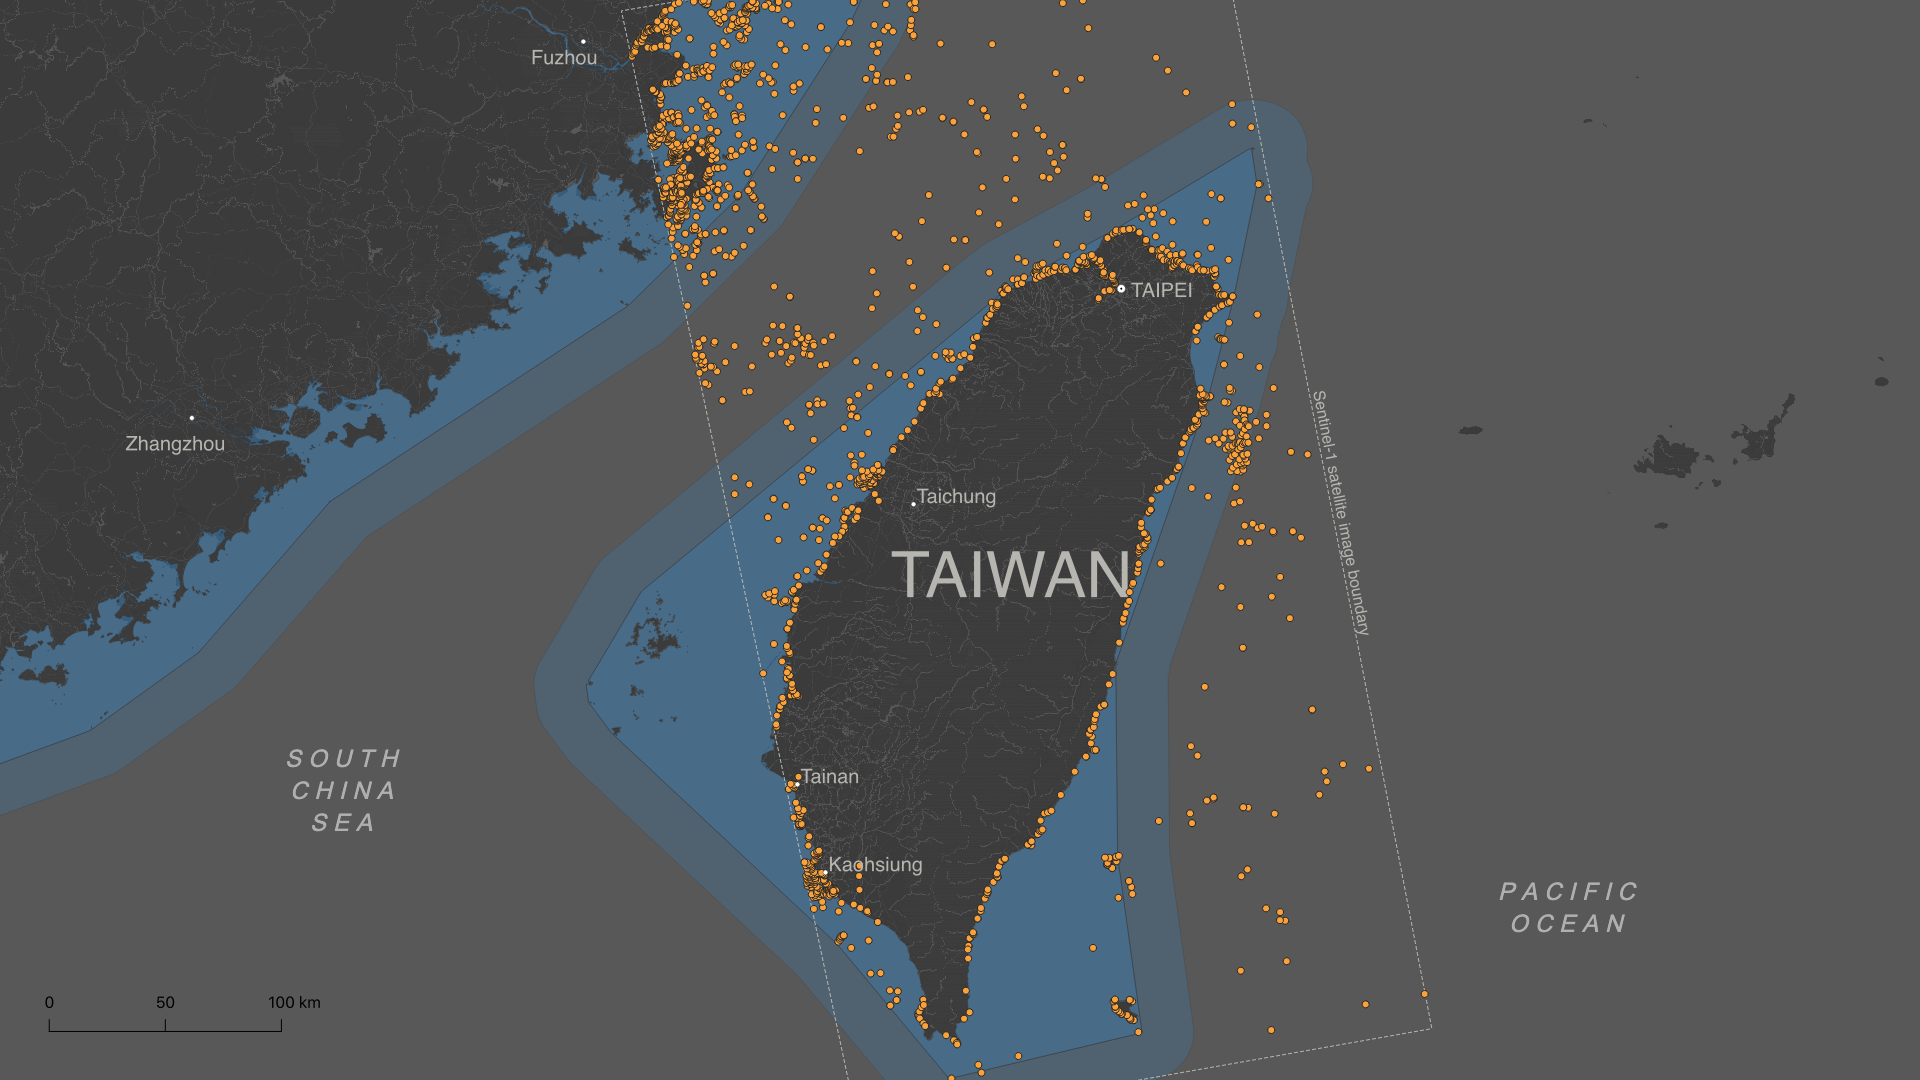 Fuzhou
TAIPEI
Sentinel-1 satellite image boundary
Zhangzhou
Taichung
TAIWAN
SOUTH
CHINA
SEA
Tainan
Kaohsiung
PACIFIC
OCEAN
0 50 100 km